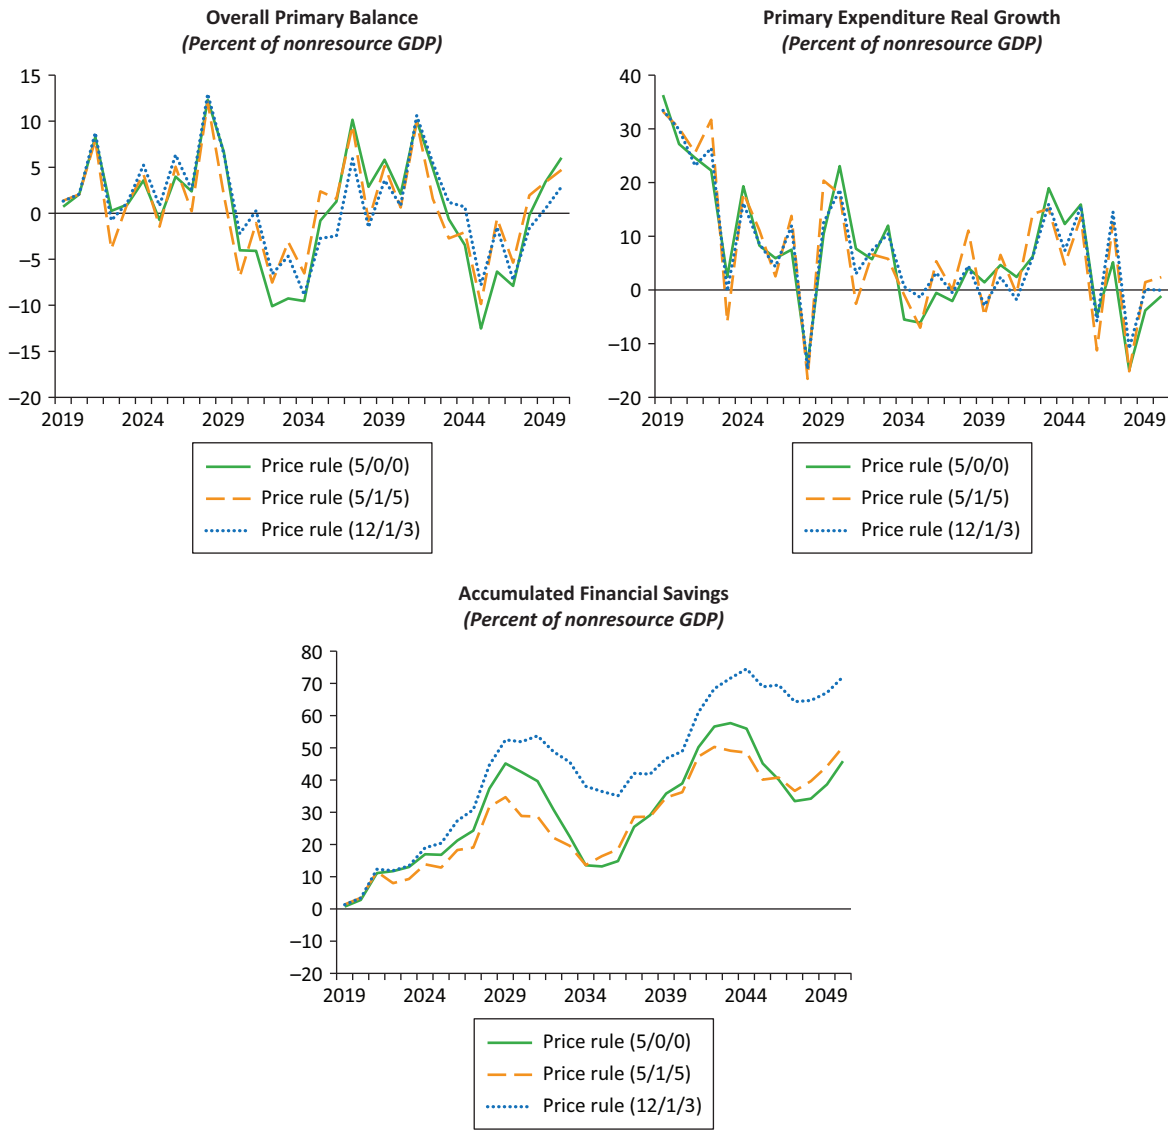 Overall Primary Balance
(Percent of nonresource GDP)
15
10
5
0
–5
–10
–15
–20
2019 2024 2029 2034 2039 2044 2049
Price rule (5/0/0)
Price rule (5/1/5)
Price rule (12/1/3)
Primary Expenditure Real Growth
(Percent of nonresource GDP)
40
30
20
10
0
–10
–20
2019 2024 2029 2034 2039 2044 2049
Price rule (5/0/0)
Price rule (5/1/5)
Price rule (12/1/3)
Accumulated Financial Savings
(Percent of nonresource GDP)
80
70
60
50
40
30
20
10
0
–10
–20
2019 2024 2029 2034 2039 2044 2049
Price rule (5/0/0)
Price rule (5/1/5)
Price rule (12/1/3)